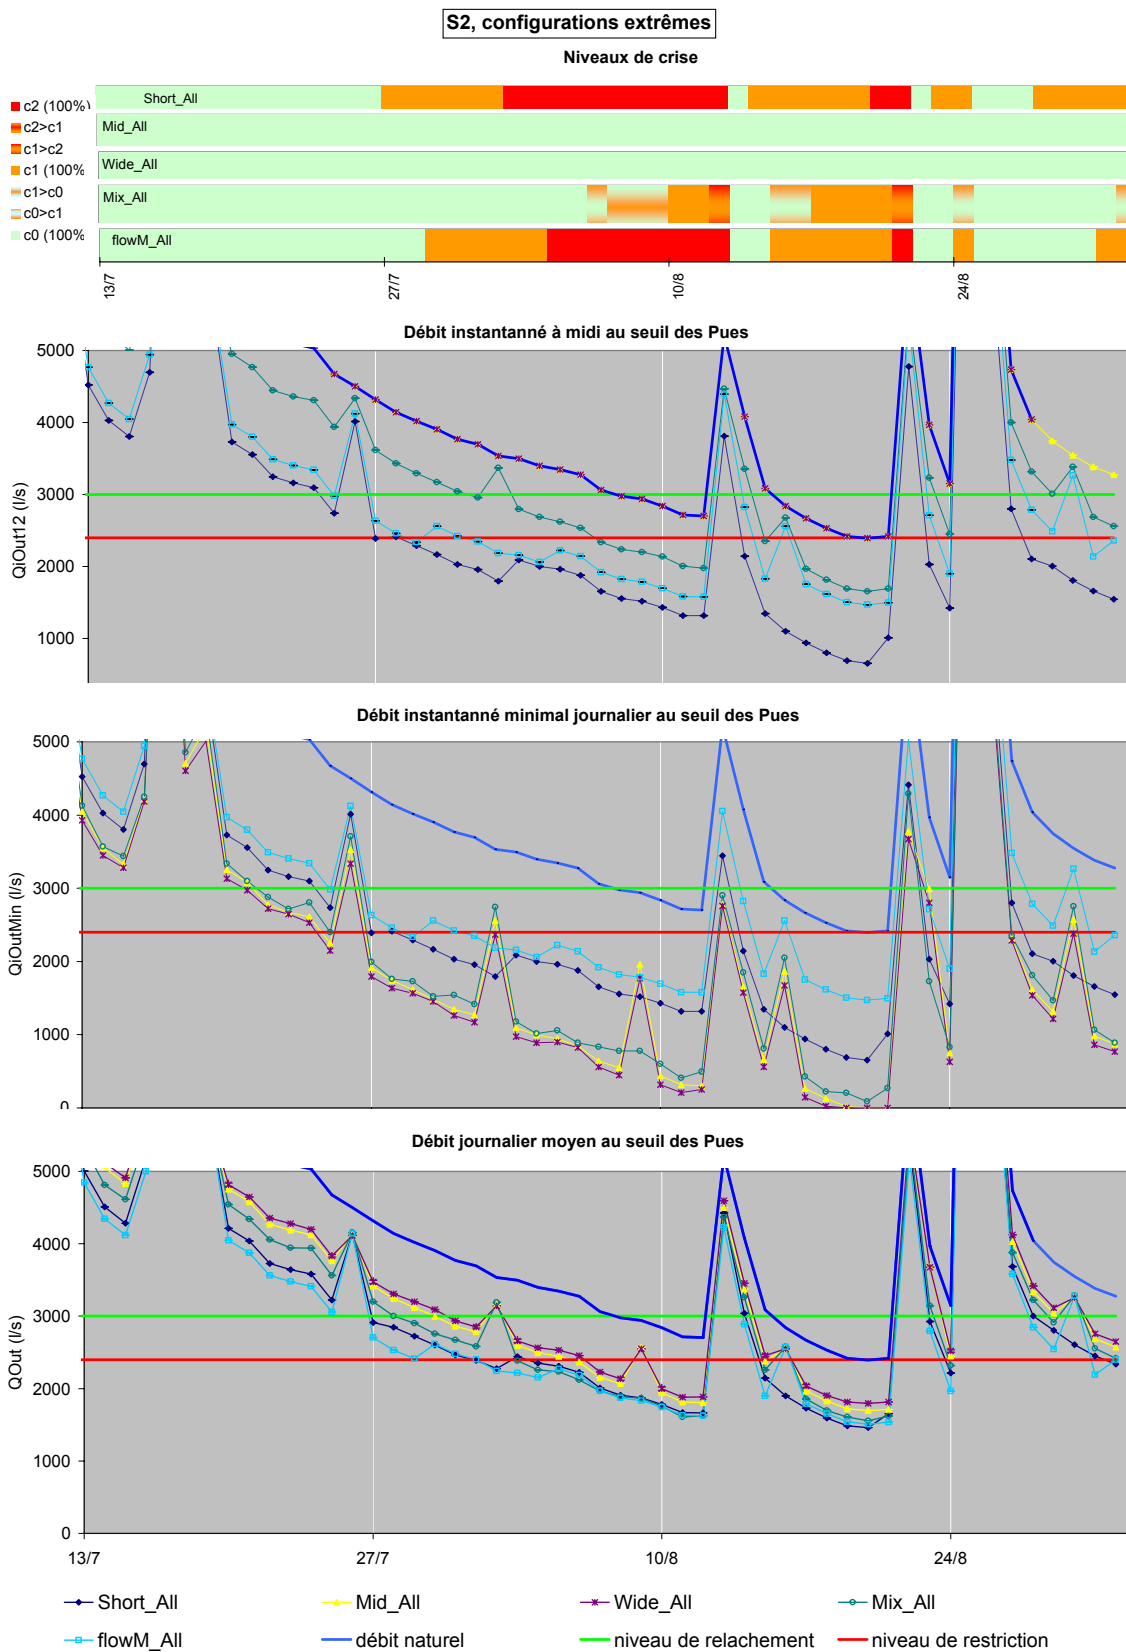 S2, configurations extrêmes
Niveaux de crise
c2 (100%)
c2>c1
c1>c2
c1 (100%
c1>c0
c0>c1
c0 (100%
Short_All
Mid_All
Wide_All
Mix_All
flowM_All
13/7 27/7 10/8 24/8
Débit instantanné à midi au seuil des Pues
QiOut12 (l/s)
5000
4000
3000
2000
1000
Débit instantanné minimal journalier au seuil des Pues
QiOutMin (l/s)
5000
4000
3000
2000
1000
0
Débit journalier moyen au seuil des Pues
QOut (l/s)
5000
4000
3000
2000
1000
0
13/7 27/7 10/8 24/8
Short_All Mid_All Wide_All Mix_All
flowM_All débit naturel niveau de relachement niveau de restriction